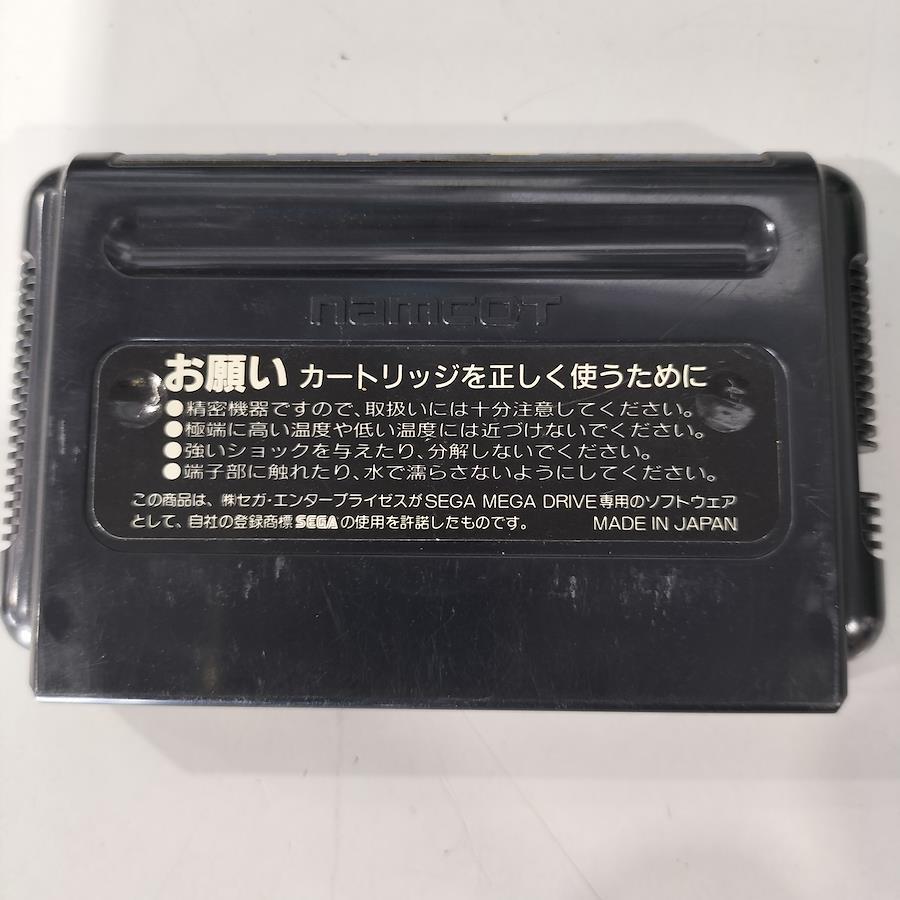 namcot
お願い カートリッジを正しく使うために
●精密機器ですので、取扱いには十分注意してください。
●極端に高い温度や低い温度には近づけないでください。
●強いショックを与えたり、分解しないでください。
●端子部に触れたり、水で濡らさないようにしてください。
この商品は、㈱セガ・エンタープライゼスがSEGA MEGA DRIVE専用のソフトウェア
として、自社の登録商標SEGAの使用を許諾したものです。 MADE IN JAPAN